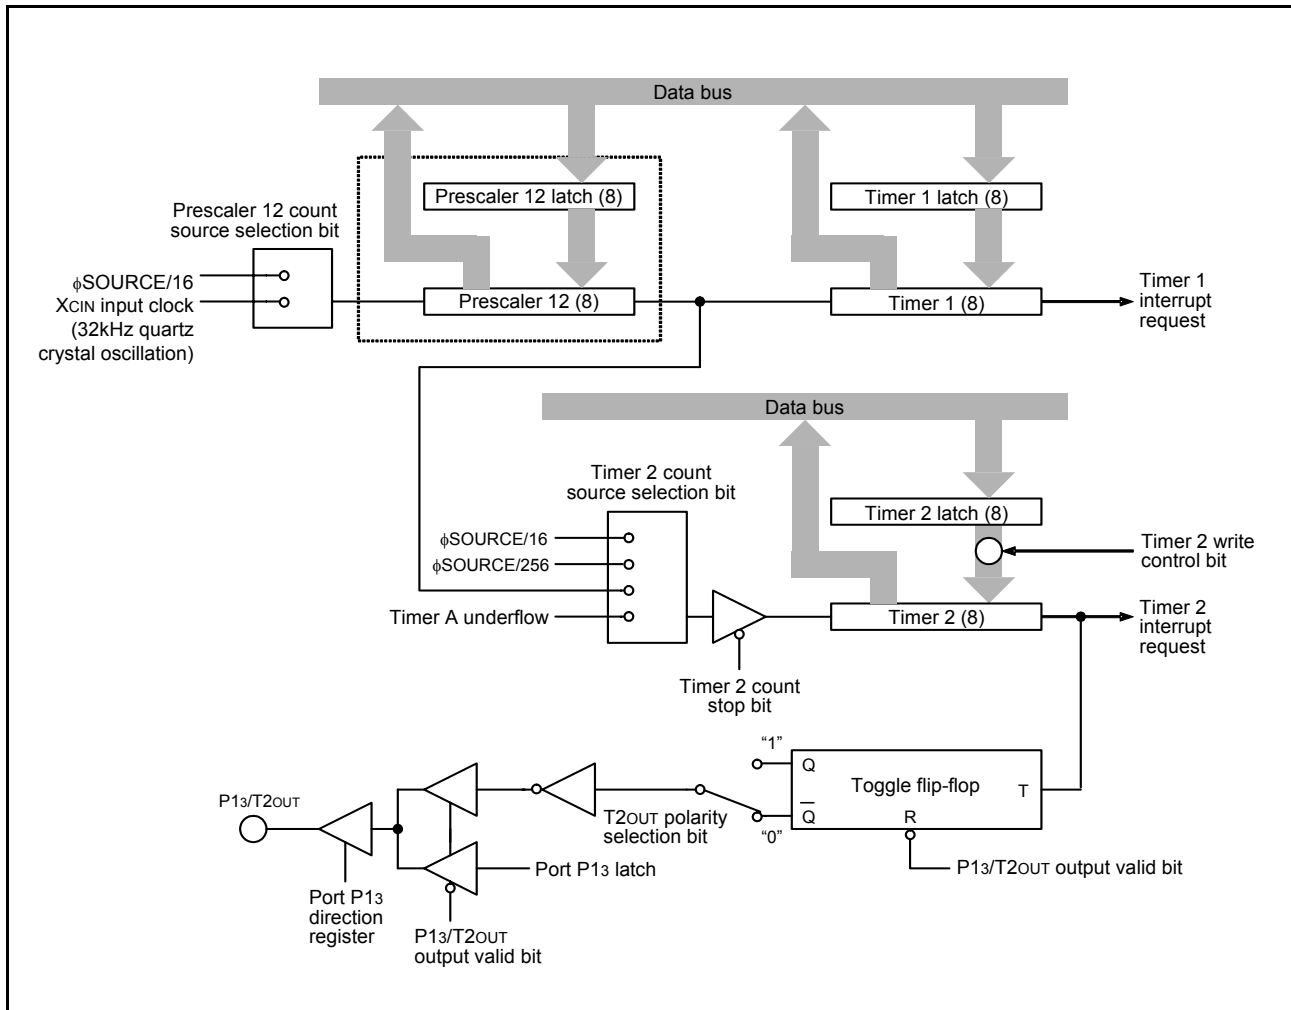 Data bus
Prescaler 12 latch (8)
Timer 1 latch (8)
Prescaler 12 count
source selection bit
ϕSOURCE/16
XCIN input clock
(32kHz quartz
crystal oscillation)
Prescaler 12 (8)
Timer 1 (8)
Timer 1
interrupt
request
Data bus
Timer 2 count
source selection bit
Timer 2 latch (8)
ϕSOURCE/16
ϕSOURCE/256
Timer A underflow
Timer 2 write
control bit
Timer 2 (8)
Timer 2
interrupt
request
Timer 2 count
stop bit
“1”
Q
Toggle flip-flop
T
Q̅
R
“0”
P13/T2OUT
T2OUT polarity
selection bit
Port P13 latch
P13/T2OUT output valid bit
Port P13
direction
register
P13/T2OUT
output valid bit